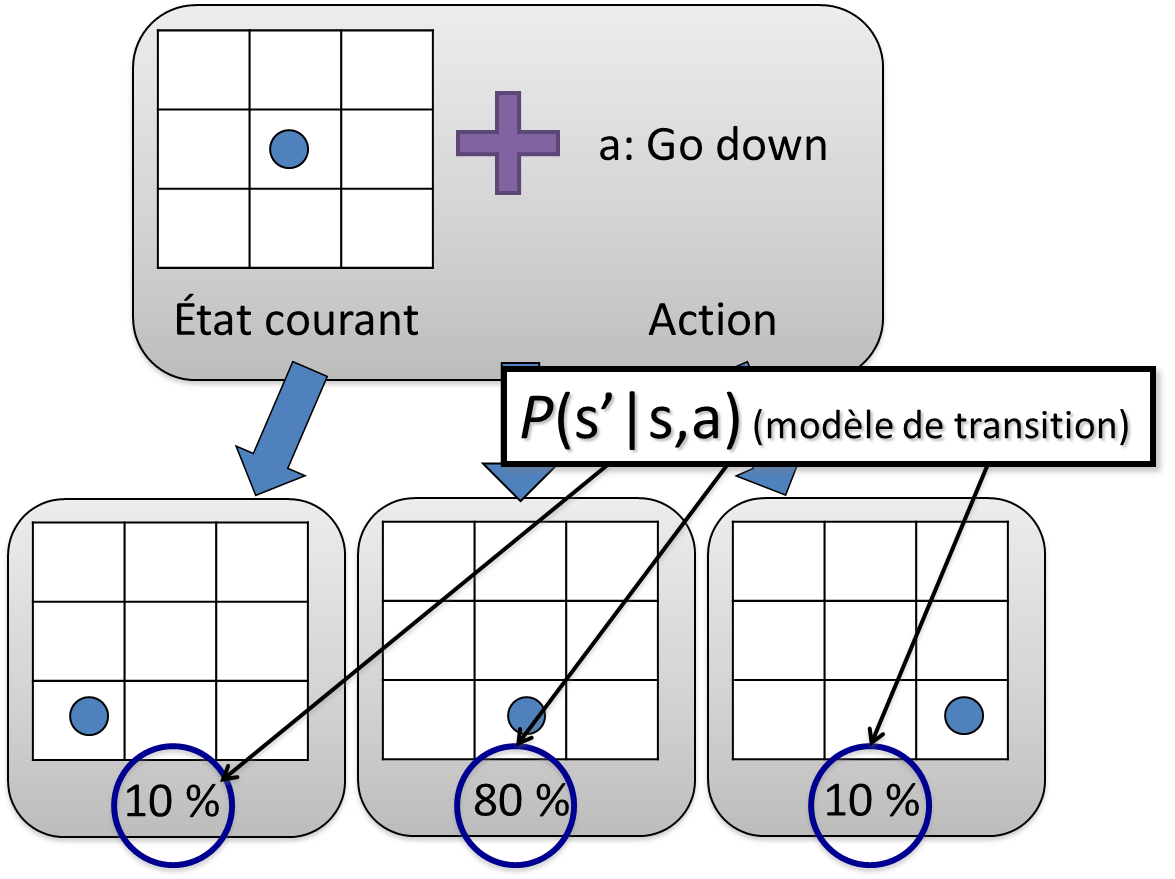 a: Go down
État courant
Action
P(s’|s,a) (modèle de transition)
10 %
80 %
10 %